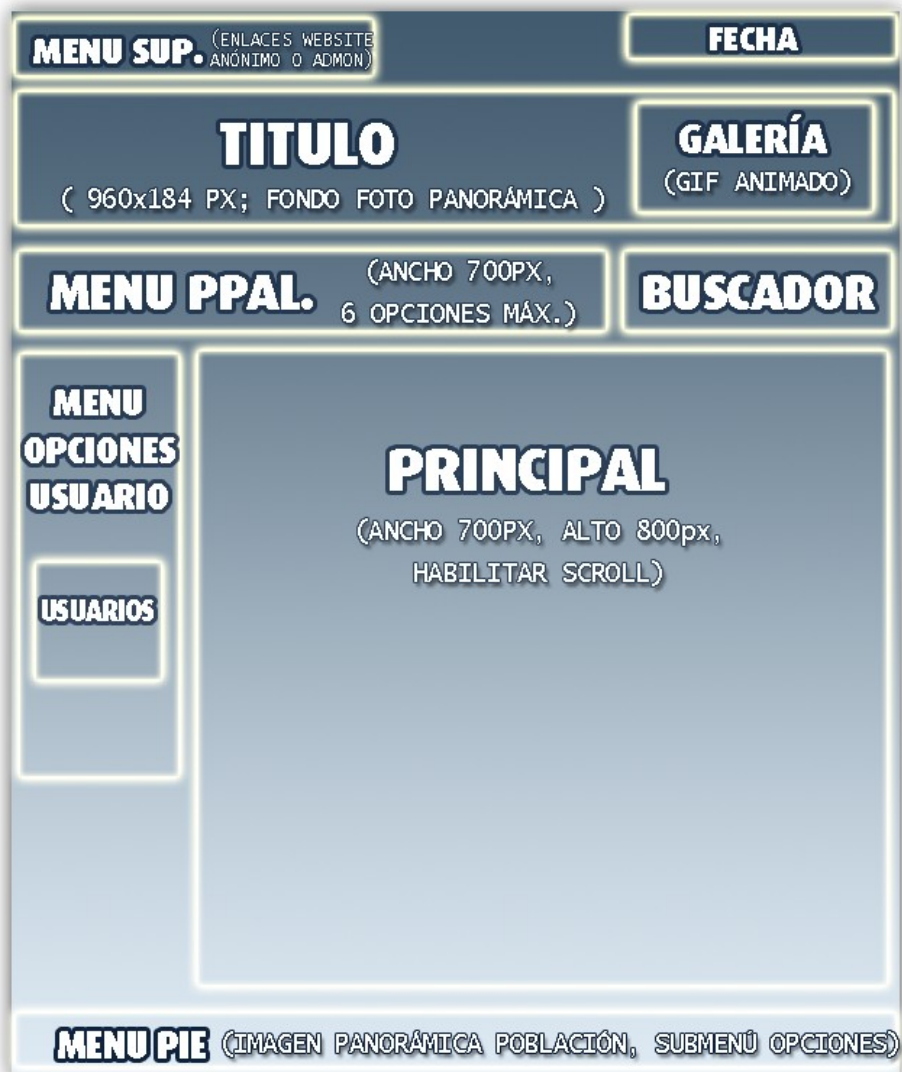 MENU SUP. (ENLACES WEBSITE
ANÓNIMO O ADMON)
FECHA
TITULO
( 960x184 PX; FONDO FOTO PANORÁMICA )
GALERÍA
(GIF ANIMADO)
MENU PPAL. (ANCHO 700PX,
6 OPCIONES MÁX.)
BUSCADOR
MENU
OPCIONES
USUARIO
USUARIOS
PRINCIPAL
(ANCHO 700PX, ALTO 800px,
HABILITAR SCROLL)
MENU PIE (IMAGEN PANORÁMICA POBLACIÓN, SUBMENÚ OPCIONES)